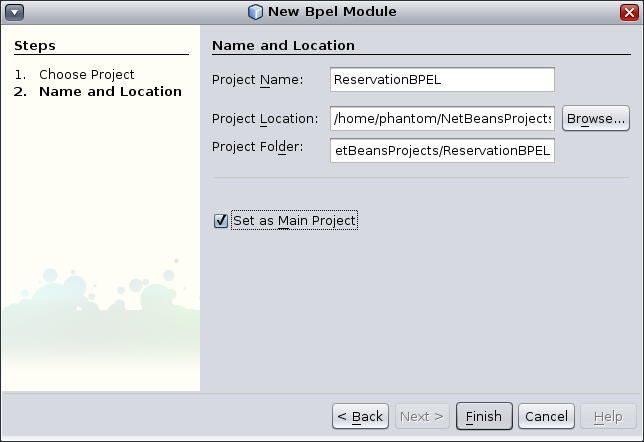 New Bpel Module
Steps
1. Choose Project
2. Name and Location
Name and Location
Project Name: ReservationBPEL
Project Location: /home/phantom/NetBeansProjects Browse...
Project Folder: etBeansProjects/ReservationBPEL
Set as Main Project
< Back Next > Finish Cancel Help